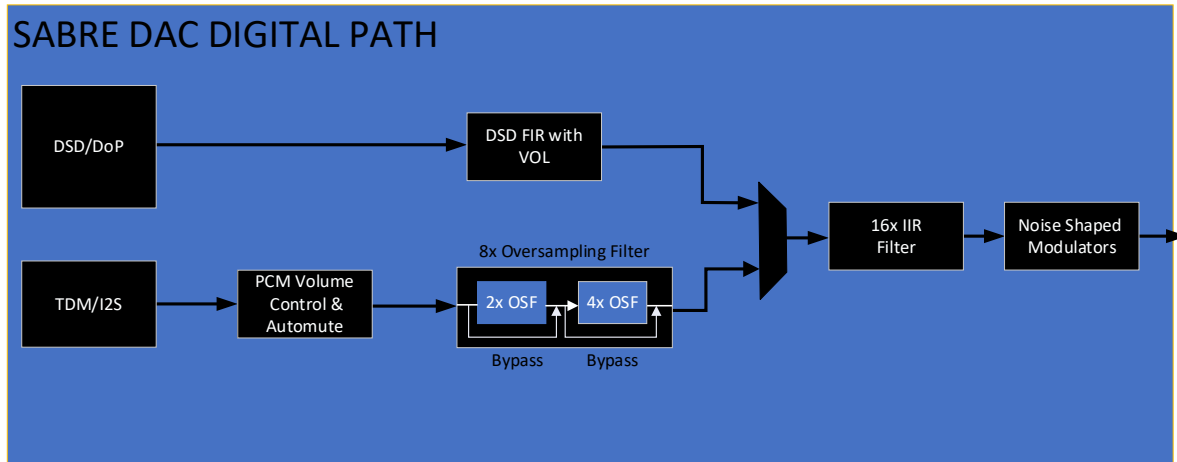 SABRE DAC DIGITAL PATH
DSD/DoP
DSD FIR with
VOL
16x IIR
Filter
Noise Shaped
Modulators
8x Oversampling Filter
TDM/I2S
PCM Volume
Control &
Automute
2x OSF
4x OSF
Bypass
Bypass